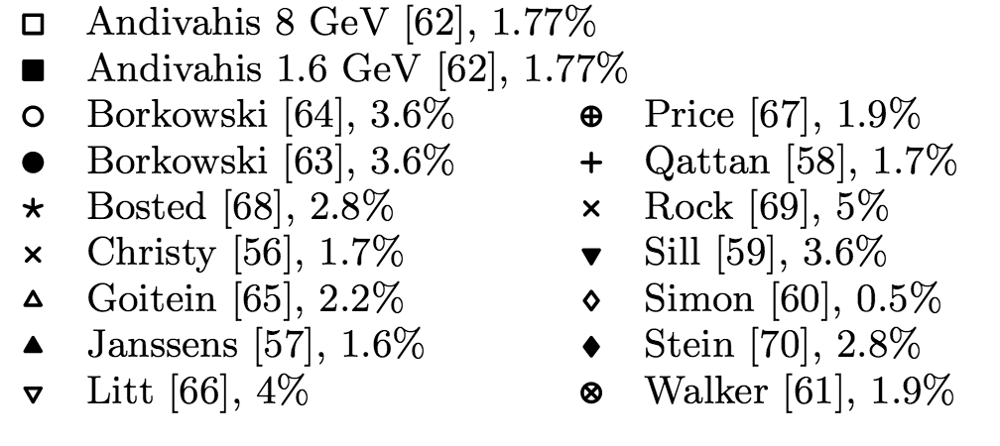 Andivahis 8 GeV [62], 1.77%
Andivahis 1.6 GeV [62], 1.77%
Borkowski [64], 3.6%
Borkowski [63], 3.6%
Bosted [68], 2.8%
Christy [56], 1.7%
Goitein [65], 2.2%
Janssens [57], 1.6%
Litt [66], 4%
Price [67], 1.9%
Qattan [58], 1.7%
Rock [69], 5%
Sill [59], 3.6%
Simon [60], 0.5%
Stein [70], 2.8%
Walker [61], 1.9%